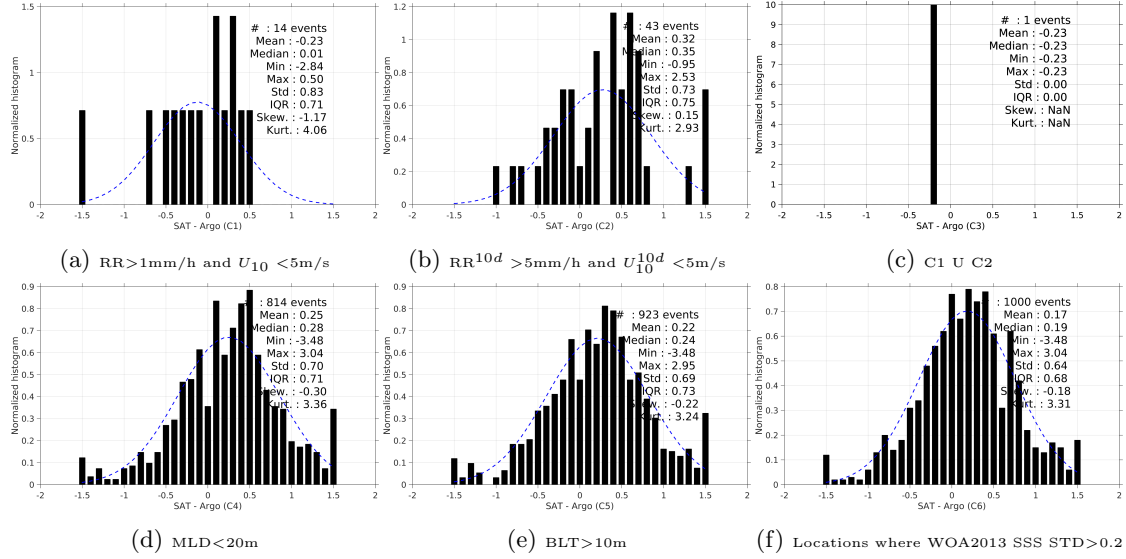 Normalized histogram
1.5
1
0.5
0
-2 -1.5 -1 -0.5 0 0.5 1 1.5 2
SAT - Argo (C1)
# : 14 events
Mean : -0.23
Median : 0.01
Min : -2.84
Max : 0.50
Std : 0.83
IQR : 0.71
Skew. : -1.17
Kurt. : 4.06
(a) RR>1mm/h and U10 <5m/s
Normalized histogram
1.2
1
0.8
0.6
0.4
0.2
0
-2 -1.5 -1 -0.5 0 0.5 1 1.5 2
SAT - Argo (C2)
# : 43 events
Mean : 0.32
Median : 0.35
Min : -0.95
Max : 2.53
Std : 0.73
IQR : 0.75
Skew. : 0.15
Kurt. : 2.93
(b) RR10d >5mm/h and U10d10 <5m/s
Normalized histogram
10
9
8
7
6
5
4
3
2
1
0
-2 -1.5 -1 -0.5 0 0.5 1 1.5 2
SAT - Argo (C3)
# : 1 events
Mean : -0.23
Median : -0.23
Min : -0.23
Max : -0.23
Std : 0.00
IQR : 0.00
Skew. : NaN
Kurt. : NaN
(c) C1 U C2
Normalized histogram
0.9
0.8
0.7
0.6
0.5
0.4
0.3
0.2
0.1
0
-2 -1.5 -1 -0.5 0 0.5 1 1.5 2
SAT - Argo (C4)
# : 814 events
Mean : 0.25
Median : 0.28
Min : -3.48
Max : 3.04
Std : 0.70
IQR : 0.71
Skew. : -0.30
Kurt. : 3.36
(d) MLD<20m
Normalized histogram
0.9
0.8
0.7
0.6
0.5
0.4
0.3
0.2
0.1
0
-2 -1.5 -1 -0.5 0 0.5 1 1.5 2
SAT - Argo (C5)
# : 923 events
Mean : 0.22
Median : 0.24
Min : -3.48
Max : 2.95
Std : 0.69
IQR : 0.73
Skew. : -0.22
Kurt. : 3.24
(e) BLT>10m
Normalized histogram
0.8
0.7
0.6
0.5
0.4
0.3
0.2
0.1
0
-2 -1.5 -1 -0.5 0 0.5 1 1.5 2
SAT - Argo (C6)
: 1000 events
Mean : 0.17
Median : 0.19
Min : -3.48
Max : 3.04
Std : 0.64
IQR : 0.68
Skew. : -0.18
Kurt. : 3.31
(f) Locations where WOA2013 SSS STD>0.2